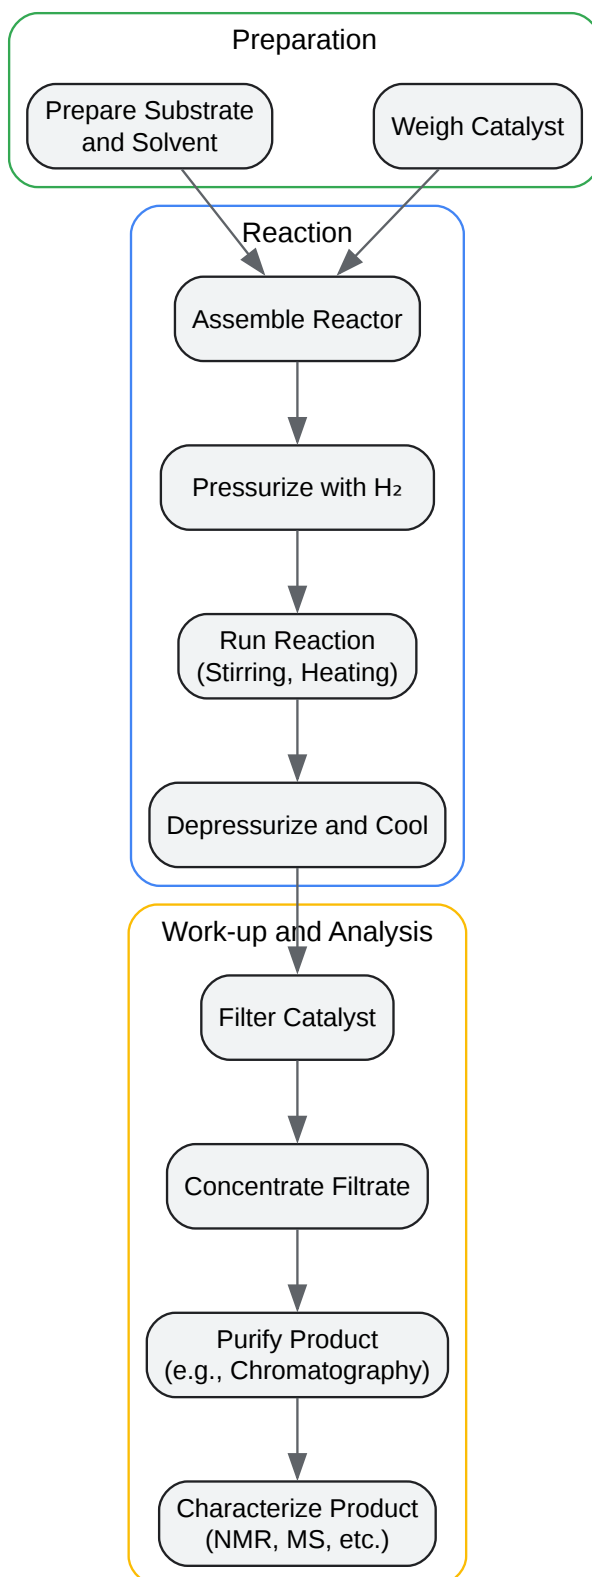 Preparation
Prepare Substrate
and Solvent
Weigh Catalyst
Reaction
Assemble Reactor
Pressurize with H₂
Run Reaction
(Stirring, Heating)
Depressurize and Cool
Work-up and Analysis
Filter Catalyst
Concentrate Filtrate
Purify Product
(e.g., Chromatography)
Characterize Product
(NMR, MS, etc.)